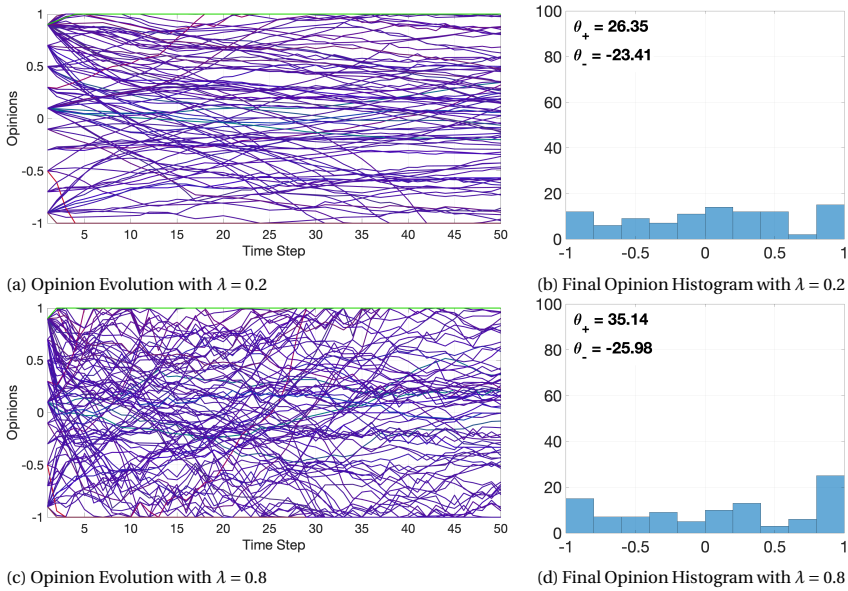 1
0.5
0
-0.5
-1
Opinions
5 10 15 20 25 30 35 40 45 50
Time Step
(a) Opinion Evolution with λ = 0.2
100
80
60
40
20
0
θ+ = 26.35
θ- = -23.41
-1 -0.5 0 0.5 1
(b) Final Opinion Histogram with λ = 0.2
1
0.5
0
-0.5
-1
Opinions
5 10 15 20 25 30 35 40 45 50
Time Step
(c) Opinion Evolution with λ = 0.8
100
80
60
40
20
0
θ+ = 35.14
θ- = -25.98
-1 -0.5 0 0.5 1
(d) Final Opinion Histogram with λ = 0.8